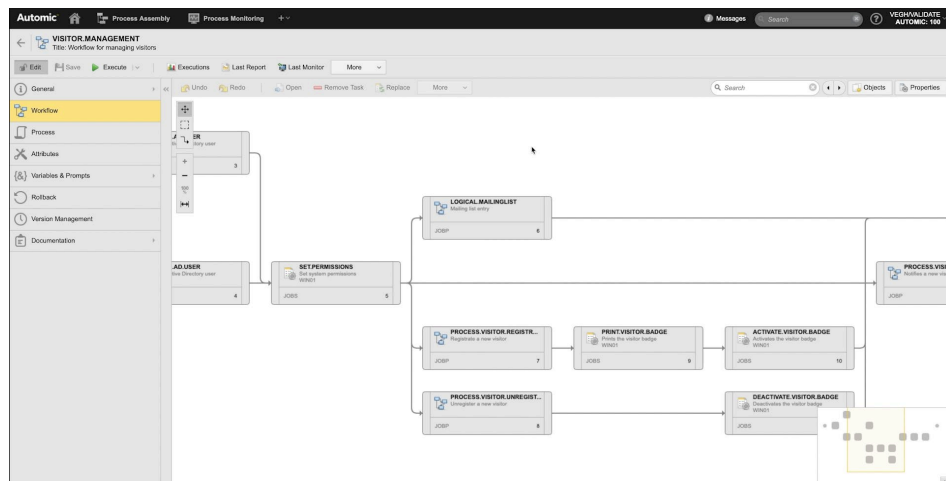 Automic
Process Assembly
Process Monitoring
Messages
Search
VEGH/VALIDATE
AUTOMIC: 100
VISITOR.MANAGEMENT
Title: Workflow for managing visitors
Edit
Save
Execute
Executions
Last Report
Last Monitor
More
General
Undo
Redo
Open
Remove Task
Replace
More
Search
Objects
Properties
Workflow
Process
Attributes
Variables & Prompts
Rollback
Version Management
Documentation
3
LOGICAL.MAILINGLIST
Mailing list entry
JOBP 6
.AD.USER
tive Directory user
4
SET.PERMISSIONS
Set system permissions
WIN01
JOBS 5
PROCESS.VISI
Notifies a new vis
JOBP
PROCESS.VISITOR.REGISTR...
Registrate a new visitor
JOBP 7
PRINT.VISITOR.BADGE
Prints the visitor badge
WIN01
JOBS 9
ACTIVATE.VISITOR.BADGE
Activates the visitor badge
WIN01
JOBS 10
PROCESS.VISITOR.UNREGIST...
Unregister a new visitor
JOBP 8
DEACTIVATE.VISITOR.BADGE
Deactivates the visitor badge
WIN01
JOBS